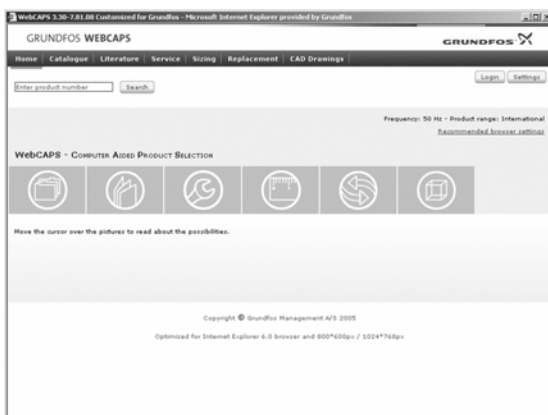 WebCAPS 3.30-7.01.00 Customized for Grundfos - Microsoft Internet Explorer provided by Grundfos
GRUNDFOS WEBCAPS
GRUNDFOS
Home | Catalogue | Literature | Service | Sizing | Replacement | CAD Drawings
Enter product number Search Login Settings
Frequency: 50 Hz - Product range: International
Recommended browser settings
WebCAPS - Computer Aided Product Selection
Move the cursor over the pictures to read about the possibilities.
Copyright © Grundfos Management A/S 2005
Optimized for Internet Explorer 6.0 browser and 800*600px / 1024*768px